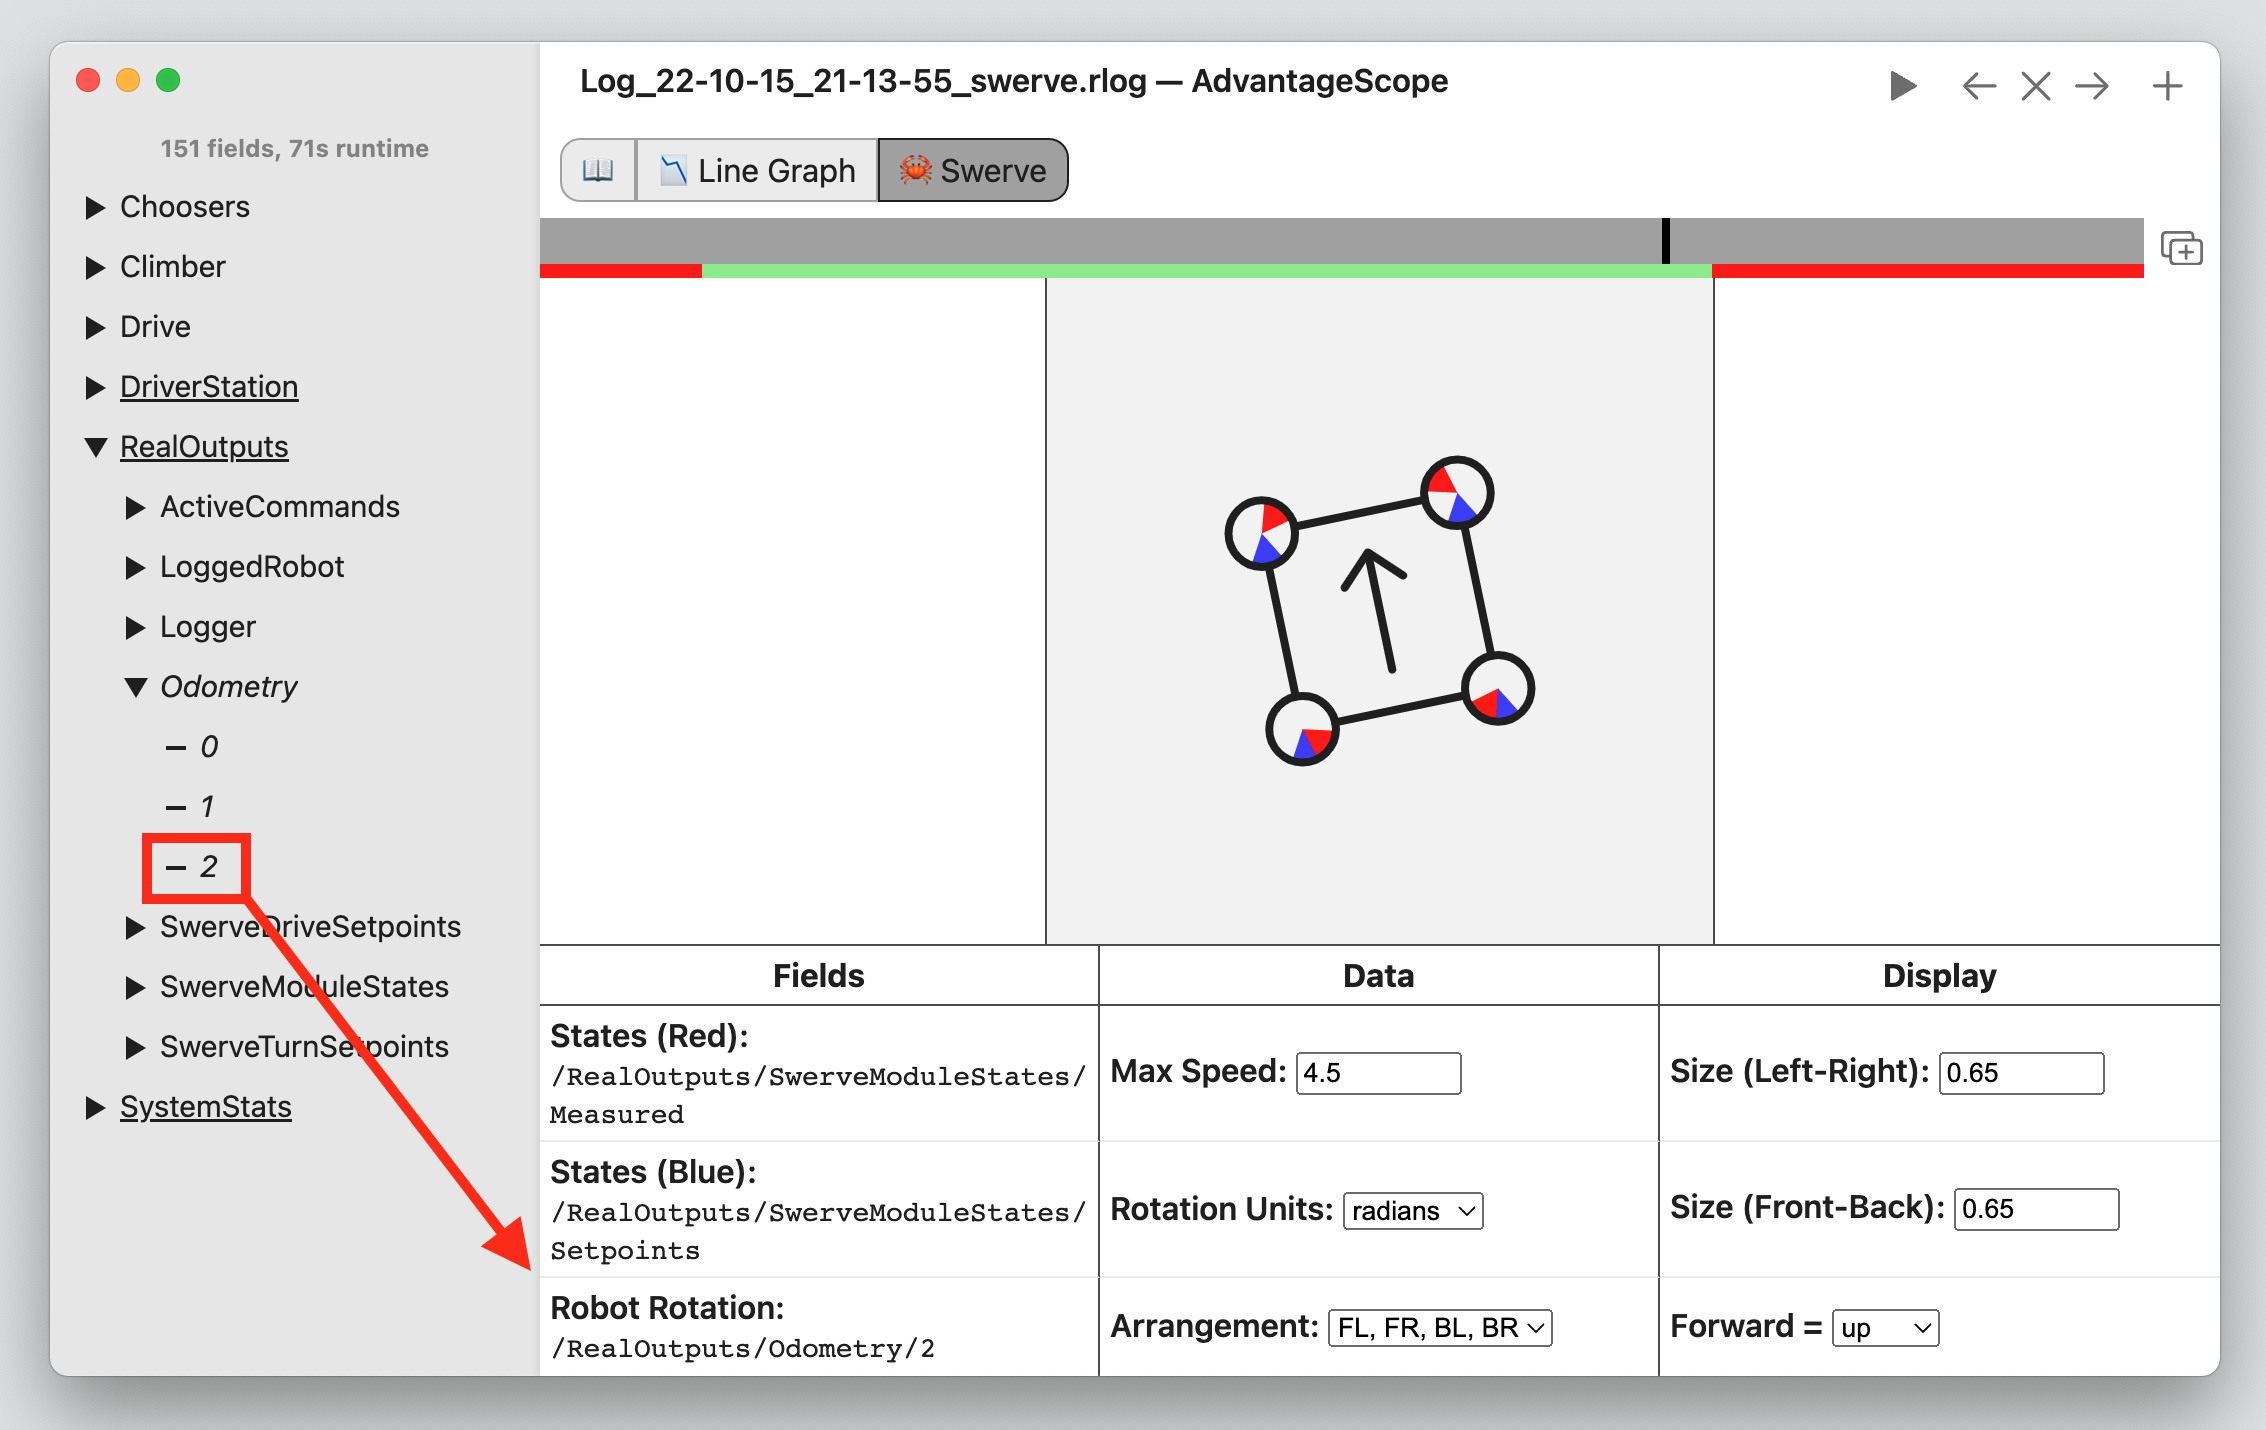 Log_22-10-15_21-13-55_swerve.rlog — AdvantageScope
151 fields, 71s runtime
Choosers
Climber
Drive
DriverStation
RealOutputs
ActiveCommands
LoggedRobot
Logger
Odometry
0
1
2
SwerveDriveSetpoints
SwerveModuleStates
SwerveTurnSetpoints
SystemStats
Line Graph
Swerve
Fields
Data
Display
States (Red):
/RealOutputs/SwerveModuleStates/
Measured
Max Speed: 4.5
Size (Left-Right): 0.65
States (Blue):
/RealOutputs/SwerveModuleStates/
Setpoints
Rotation Units: radians
Size (Front-Back): 0.65
Robot Rotation:
/RealOutputs/Odometry/2
Arrangement: FL, FR, BL, BR
Forward = up